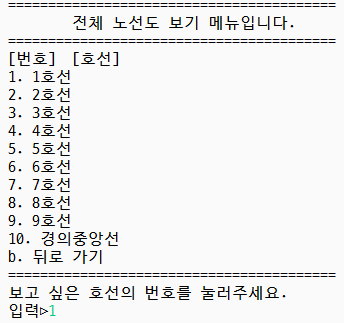 ==========================================
전체 노선도 보기 메뉴입니다.
==========================================
[번호] [호선]
1. 1호선
2. 2호선
3. 3호선
4. 4호선
5. 5호선
6. 6호선
7. 7호선
8. 8호선
9. 9호선
10. 경의중앙선
b. 뒤로 가기
==========================================
보고 싶은 호선의 번호를 눌러주세요.
입력▷1